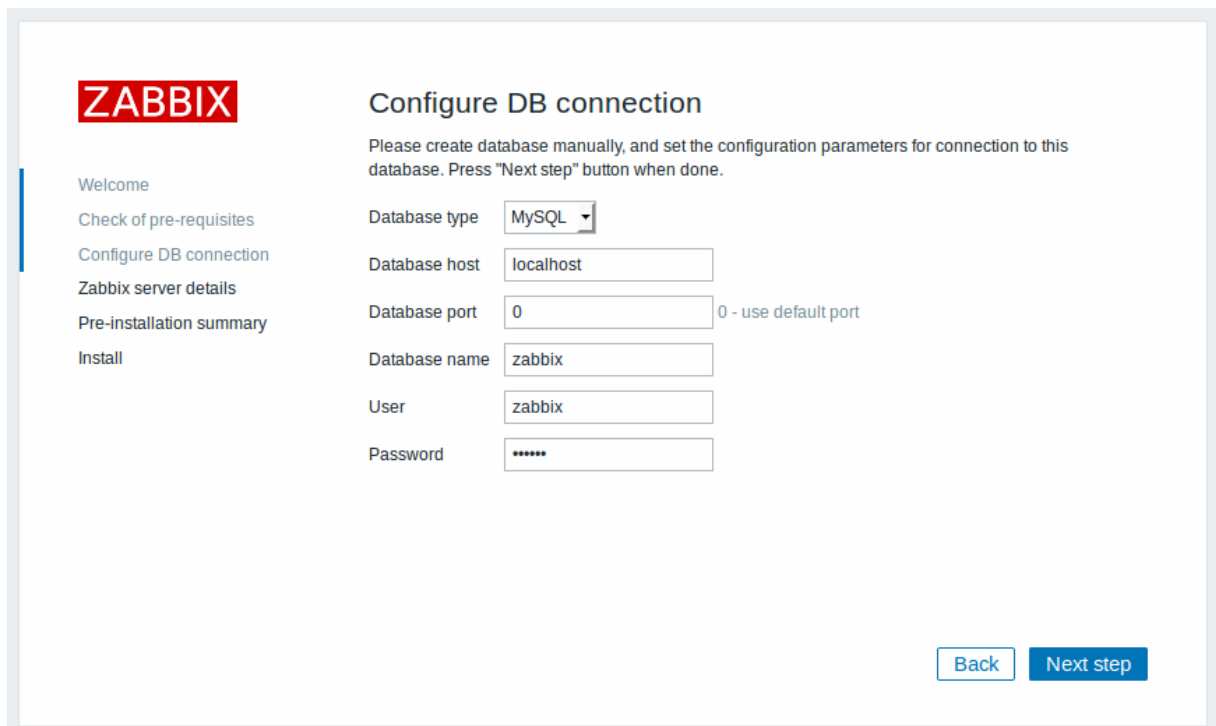 ZABBIX
Welcome
Check of pre-requisites
Configure DB connection
Zabbix server details
Pre-installation summary
Install
Configure DB connection
Please create database manually, and set the configuration parameters for connection to this
database. Press "Next step" button when done.
Database type MySQL
Database host localhost
Database port 0 0 - use default port
Database name zabbix
User zabbix
Password ••••••
Back Next step